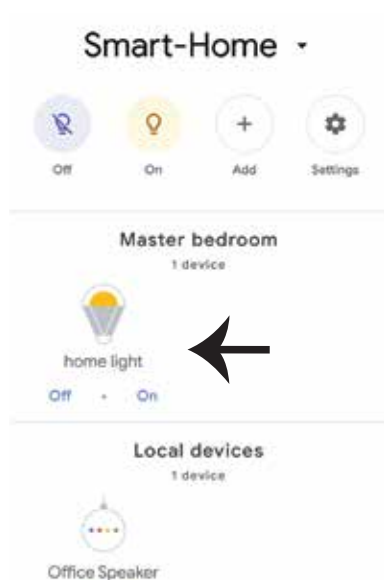 Smart-Home
Off On Add Settings
Master bedroom
1 device
home light
Off · On
Local devices
1 device
Office Speaker